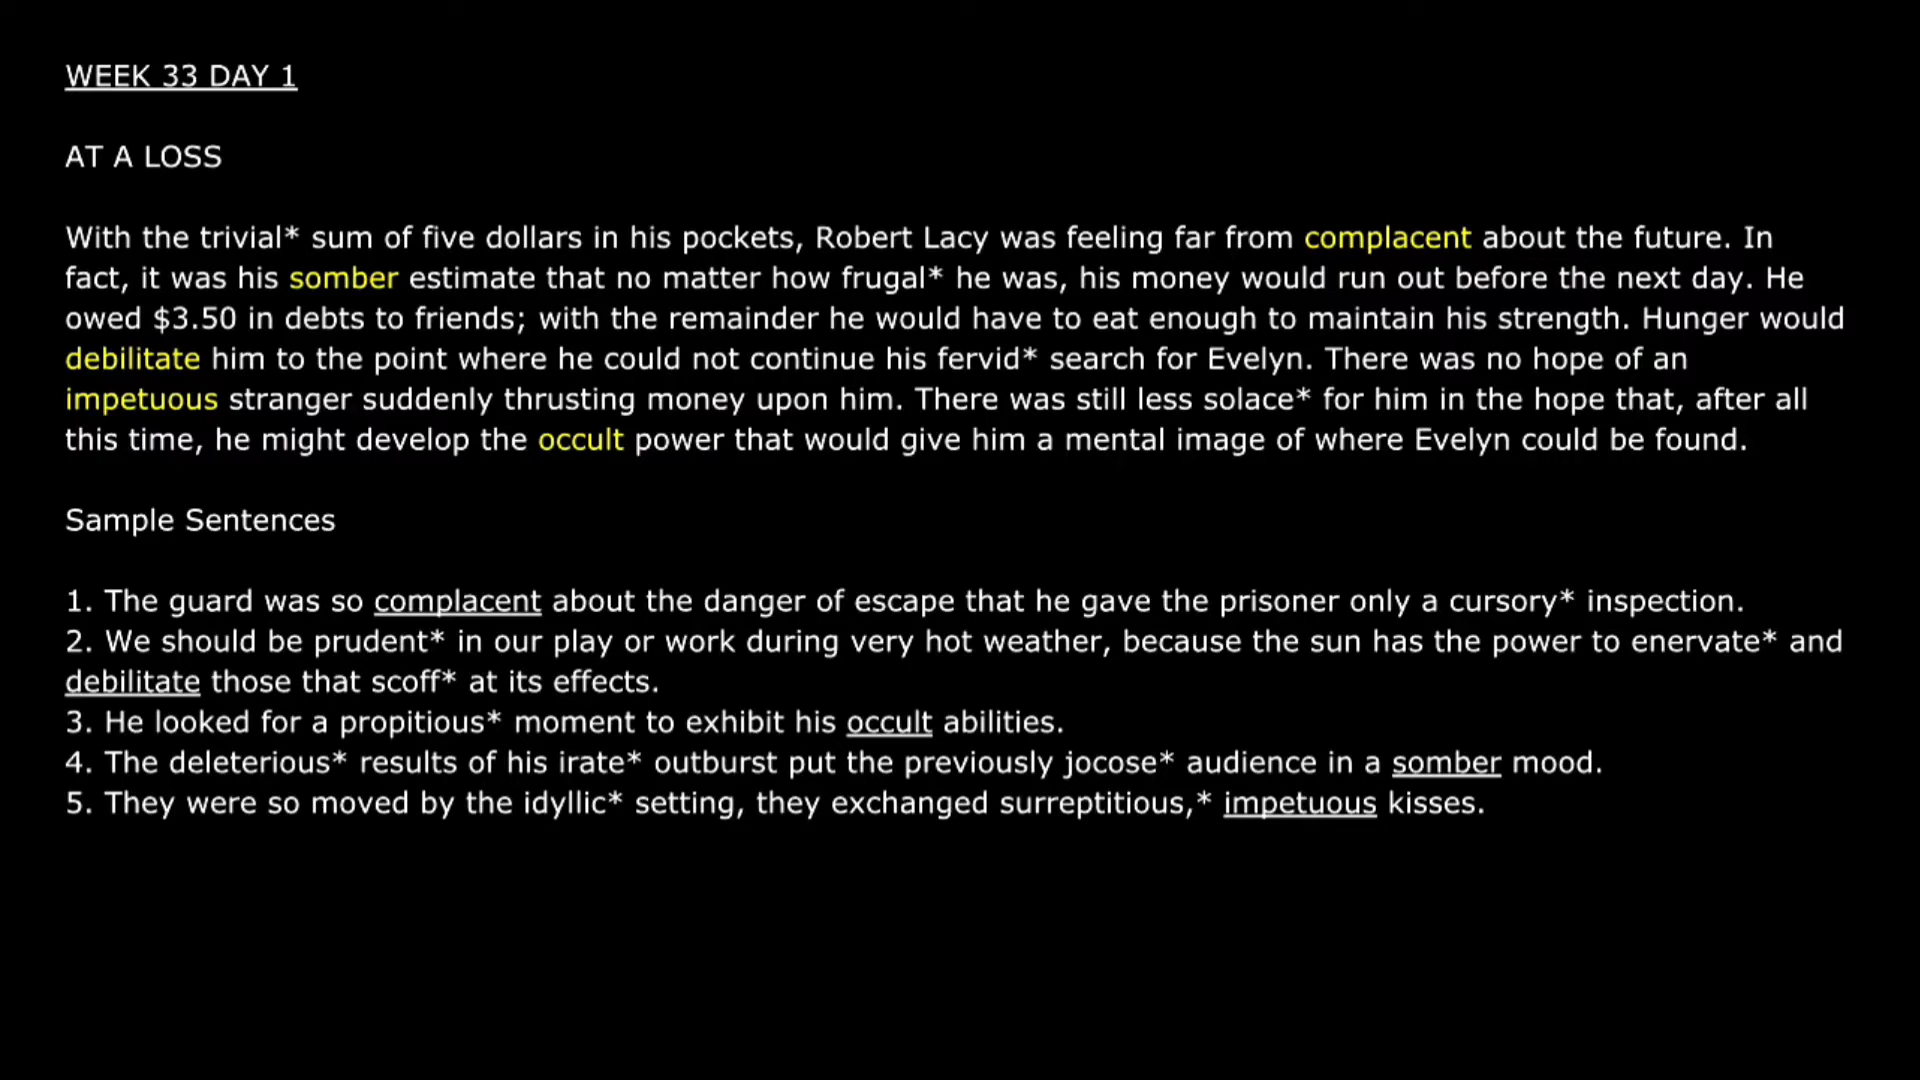 WEEK 33 DAY 1
AT A LOSS
With the trivial* sum of five dollars in his pockets, Robert Lacy was feeling far from complacent about the future. In
fact, it was his somber estimate that no matter how frugal* he was, his money would run out before the next day. He
owed $3.50 in debts to friends; with the remainder he would have to eat enough to maintain his strength. Hunger would
debilitate him to the point where he could not continue his fervid* search for Evelyn. There was no hope of an
impetuous stranger suddenly thrusting money upon him. There was still less solace* for him in the hope that, after all
this time, he might develop the occult power that would give him a mental image of where Evelyn could be found.
Sample Sentences
1. The guard was so complacent about the danger of escape that he gave the prisoner only a cursory* inspection.
2. We should be prudent* in our play or work during very hot weather, because the sun has the power to enervate* and
debilitate those that scoff* at its effects.
3. He looked for a propitious* moment to exhibit his occult abilities.
4. The deleterious* results of his irate* outburst put the previously jocose* audience in a somber mood.
5. They were so moved by the idyllic* setting, they exchanged surreptitious,* impetuous kisses.